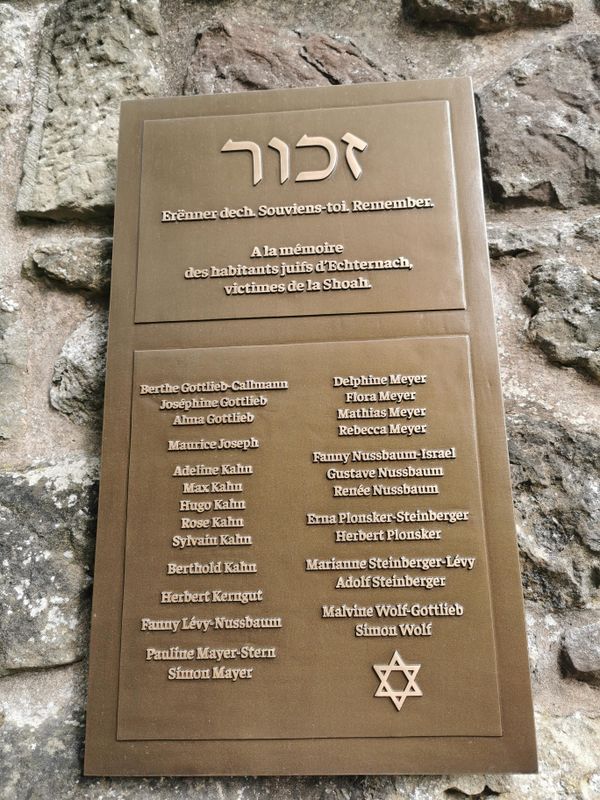 זכור
Erënner dech. Souviens-toi. Remember.
A la mémoire
des habitants juifs d'Echternach,
victimes de la Shoah.
Berthe Gottlieb-Callmann
Joséphine Gottlieb
Alma Gottlieb
Maurice Joseph
Adeline Kahn
Max Kahn
Hugo Kahn
Rose Kahn
Sylvain Kahn
Berthold Kahn
Herbert Kerngut
Fanny Lévy-Nussbaum
Pauline Mayer-Stern
Simon Mayer
Delphine Meyer
Flora Meyer
Mathias Meyer
Rebecca Meyer
Fanny Nussbaum-Israel
Gustave Nussbaum
Renée Nussbaum
Erna Plonsker-Steinberger
Herbert Plonsker
Marianne Steinberger-Lévy
Adolf Steinberger
Malvine Wolf-Gottlieb
Simon Wolf